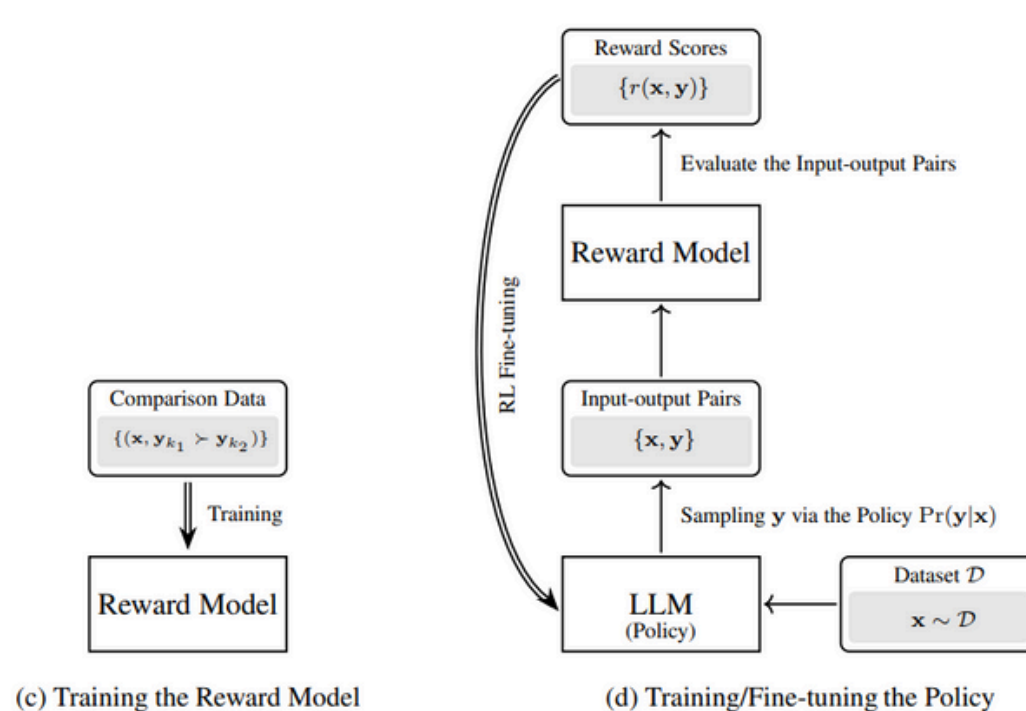 Reward Scores
{r(x, y)}
Evaluate the Input-output Pairs
Reward Model
RL Fine-tuning
Comparison Data
{(x, y_{k_1} ≻ y_{k_2})}
Training
Reward Model
Input-output Pairs
{x, y}
Sampling y via the Policy Pr(y|x)
LLM
(Policy)
Dataset 𝒟
x ∼ 𝒟
(c) Training the Reward Model
(d) Training/Fine-tuning the Policy